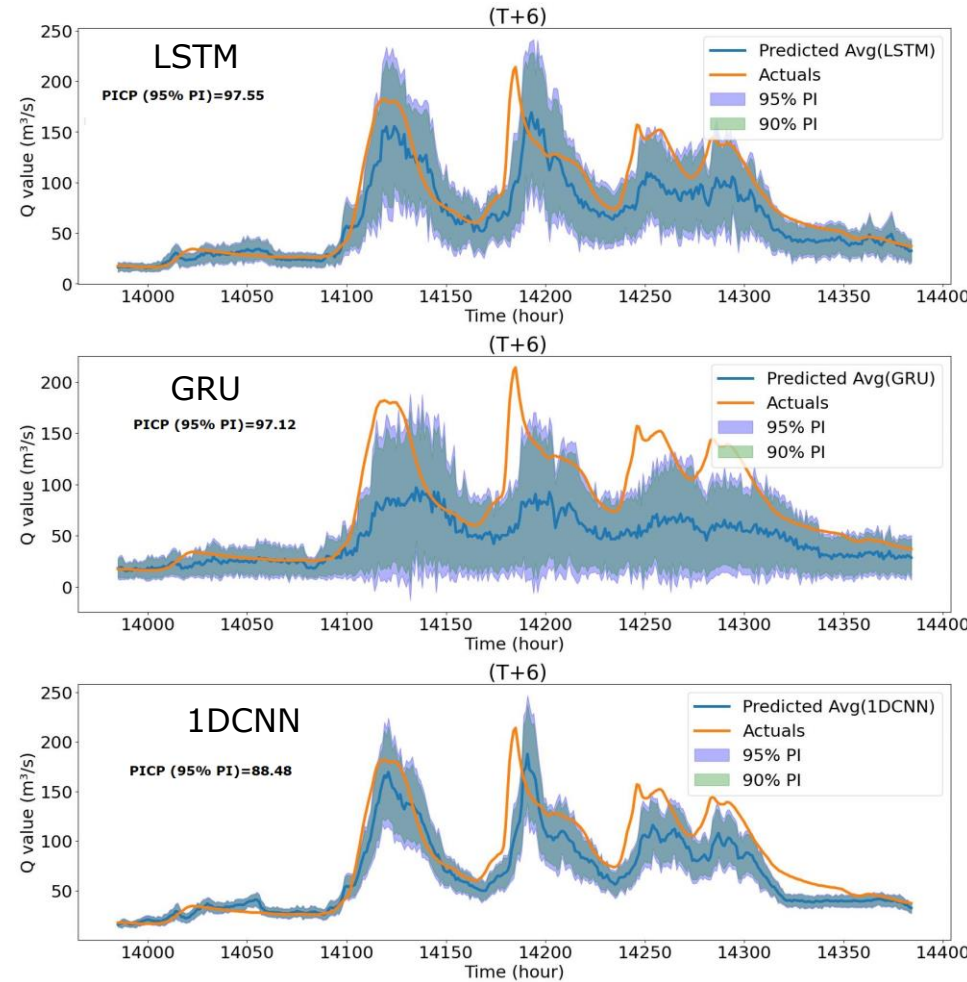 (T+6)
LSTM
PICP (95% PI)=97.55
Predicted Avg(LSTM)
Actuals
95% PI
90% PI
Q value (m³/s)
250
200
150
100
50
0
14000 14050 14100 14150 14200 14250 14300 14350 14400
Time (hour)
(T+6)
GRU
PICP (95% PI)=97.12
Predicted Avg(GRU)
Actuals
95% PI
90% PI
Q value (m³/s)
200
150
100
50
0
14000 14050 14100 14150 14200 14250 14300 14350 14400
Time (hour)
(T+6)
1DCNN
PICP (95% PI)=88.48
Predicted Avg(1DCNN)
Actuals
95% PI
90% PI
Q value (m³/s)
250
200
150
100
50
14000 14050 14100 14150 14200 14250 14300 14350 14400
Time (hour)